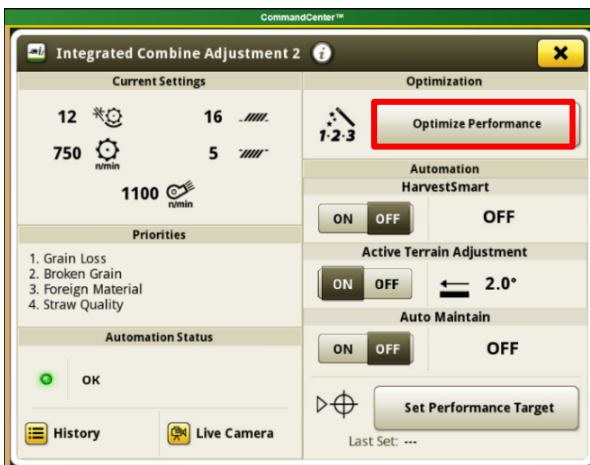 CommandCenter™
Integrated Combine Adjustment 2
Current Settings
12
16
750
n/min
5
1100
n/min
Priorities
1. Grain Loss
2. Broken Grain
3. Foreign Material
4. Straw Quality
Automation Status
OK
History
Live Camera
Optimization
1·2·3
Optimize Performance
Automation
HarvestSmart
ON OFF
OFF
Active Terrain Adjustment
ON OFF
2.0°
Auto Maintain
ON OFF
OFF
Set Performance Target
Last Set: ---